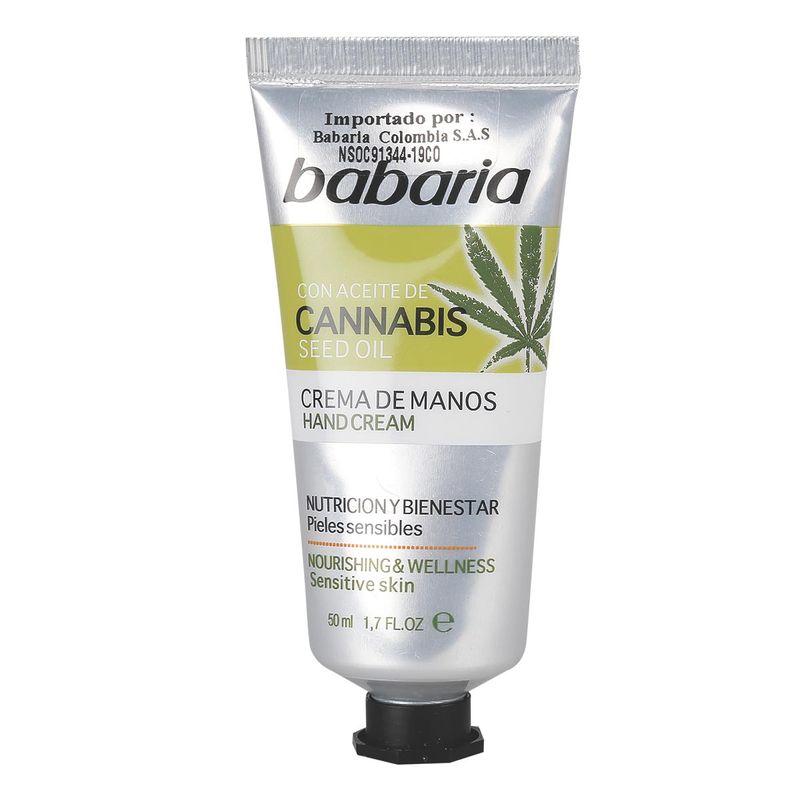 Importado por :
Babaria Colombia S.A.S
NSOC91344-19CO
babaria
CON ACEITE DE
CANNABIS
SEED OIL
CREMA DE MANOS
HAND CREAM
NUTRICION Y BIENESTAR
Pieles sensibles
NOURISHING & WELLNESS
Sensitive skin
50 ml 1,7 FL.OZ ℮